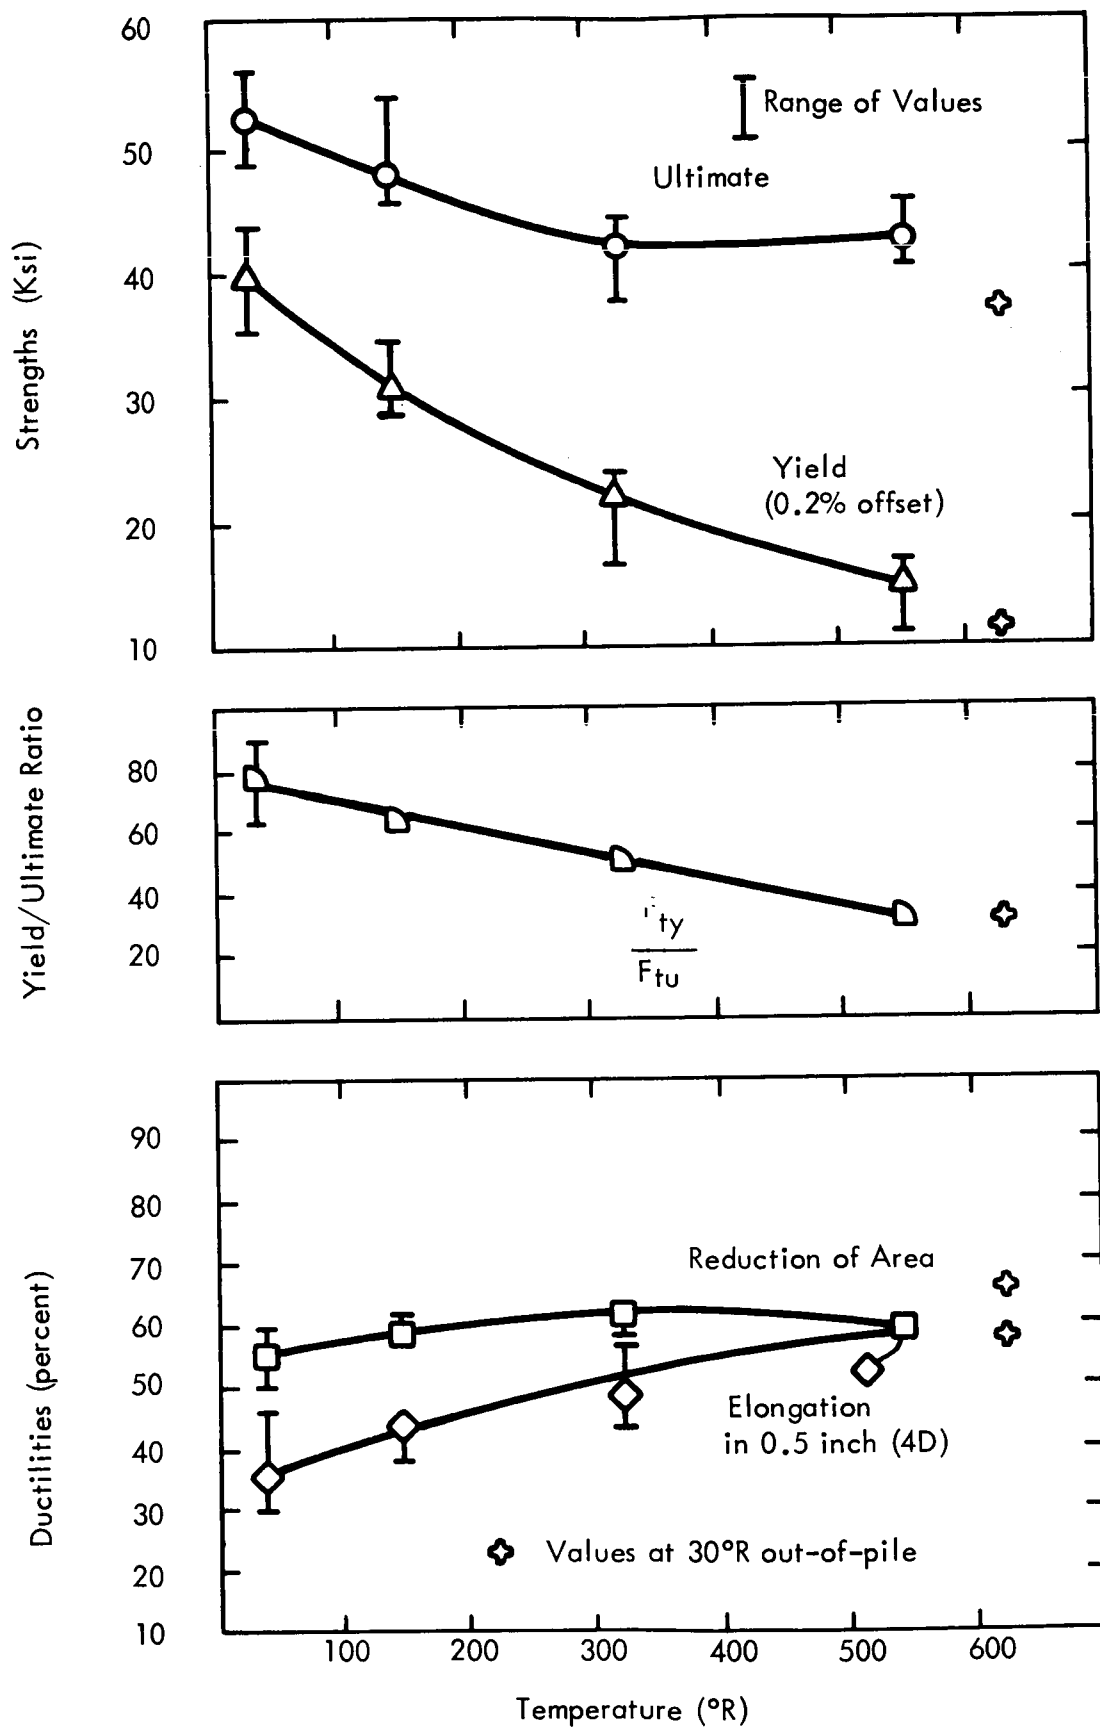 60
50
40
30
20
10
Strengths (Ksi)
Range of Values
Ultimate
Yield
(0.2% offset)
80
60
40
20
Yield/Ultimate Ratio
ty
Ftu
90
80
70
60
50
40
30
20
10
Ductilities (percent)
Reduction of Area
Elongation
in 0.5 inch (4D)
Values at 30°R out-of-pile
100 200 300 400 500 600
Temperature (°R)